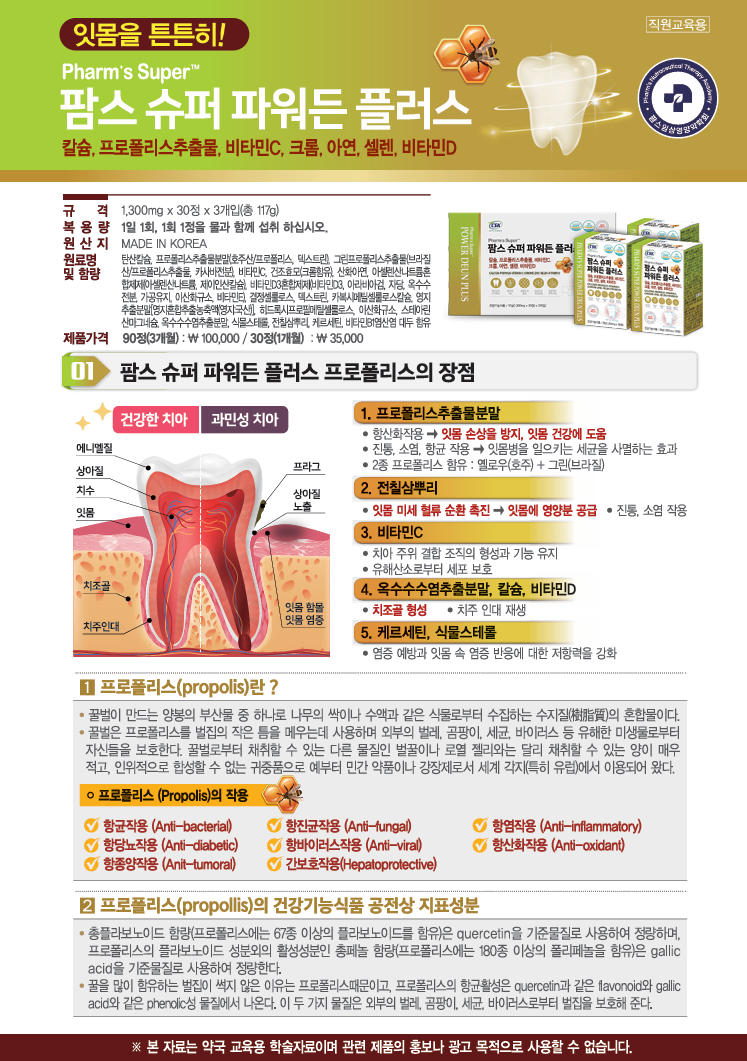 잇몸을 튼튼히!
직원교육용
Pharm's Super™
팜스 슈퍼 파워든 플러스
칼슘, 프로폴리스추출물, 비타민C, 크롬, 아연, 셀렌, 비타민D
Pharm's Nutraceutical Therapy Academy
팜스임상영양약학회
규 격 1,300mg x 30정 x 3개입(총 117g)
복 용 량 1일 1회, 1회 1정을 물과 함께 섭취 하십시오.
원 산 지 MADE IN KOREA
원료명 및 함량 탄산칼슘, 프로폴리스추출물분말(호주산/프로폴리스, 덱스트린), 그린프로폴리스추출물(브라질
산/프로폴리스추출물, 카사바전분), 비타민C, 건조효모(크롬함유), 산화아연, 아셀렌산나트륨혼
합제제(아셀렌산나트륨, 제이인산칼슘), 비타민D3혼합제제(비타민D3, 아라비아검, 자당, 옥수수
전분, 가공유지, 이산화규소, 비타민E), 결정셀룰로스, 덱스트린, 카복시메틸셀룰로스칼슘, 영지
추출분말(영지혼합추출농축액(영지국산)), 히드록시프로필메틸셀룰로스, 이산화규소, 스테아린
산마그네슘, 옥수수수염추출분말, 식물스테롤, 전칠삼뿌리, 케르세틴, 비타민B1염산염 대두 함유
제품가격 90정(3개월) : ₩ 100,000 / 30정(1개월) : ₩ 35,000
Pharm's Super™
팜스 슈퍼 파워든 플러스
POWER DEUN PLUS
01 팜스 슈퍼 파워든 플러스 프로폴리스의 장점
건강한 치아 과민성 치아
에나멜질
상아질
치수
잇몸
치조골
치주인대
프라그
상아질
노출
잇몸 함몰
잇몸 염증
1. 프로폴리스추출물분말
• 항산화작용 → 잇몸 손상을 방지, 잇몸 건강에 도움
• 진통, 소염, 항균 작용 → 잇몸병을 일으키는 세균을 사멸하는 효과
• 2종 프로폴리스 함유 : 옐로우(호주) + 그린(브라질)
2. 전칠삼뿌리
• 잇몸 미세 혈류 순환 촉진 → 잇몸에 영양분 공급 • 진통, 소염 작용
3. 비타민C
• 치아 주위 결합 조직의 형성과 기능 유지
• 유해산소로부터 세포 보호
4. 옥수수수염추출분말, 칼슘, 비타민D
• 치조골 형성 • 치주 인대 재생
5. 케르세틴, 식물스테롤
• 염증 예방과 잇몸 속 염증 반응에 대한 저항력을 강화
1 프로폴리스(propolis)란 ?
• 꿀벌이 만드는 양봉의 부산물 중 하나로 나무의 싹이나 수액과 같은 식물로부터 수집하는 수지질(樹脂質)의 혼합물이다.
• 꿀벌은 프로폴리스를 벌집의 작은 틈을 메우는데 사용하며 외부의 벌레, 곰팡이, 세균, 바이러스 등 유해한 미생물로부터
자신들을 보호한다. 꿀벌로부터 채취할 수 있는 다른 물질인 벌꿀이나 로열 젤리와는 달리 채취할 수 있는 양이 매우
적고, 인위적으로 합성할 수 없는 귀중품으로 예부터 민간 약품이나 강장제로서 세계 각지(특히 유럽)에서 이용되어 왔다.
○ 프로폴리스 (Propolis)의 작용
항균작용 (Anti-bacterial) 항진균작용 (Anti-fungal) 항염작용 (Anti-inflammatory)
항당뇨작용 (Anti-diabetic) 항바이러스작용 (Anti-viral) 항산화작용 (Anti-oxidant)
항종양작용 (Anit-tumoral) 간보호작용(Hepatoprotective)
2 프로폴리스(propollis)의 건강기능식품 공전상 지표성분
• 총플라보노이드 함량(프로폴리스에는 67종 이상의 플라보노이드를 함유)은 quercetin을 기준물질로 사용하여 정량하며,
프로폴리스의 플라보노이드 성분외의 활성성분인 총페놀 함량(프로폴리스에는 180종 이상의 폴리페놀을 함유)은 gallic
acid을 기준물질로 사용하여 정량한다.
• 꿀을 많이 함유하는 벌집이 썩지 않은 이유는 프로폴리스때문이고, 프로폴리스의 항균활성은 quercetin과 같은 flavonoid와 gallic
acid와 같은 phenolic성 물질에서 나온다. 이 두 가지 물질은 외부의 벌레, 곰팡이, 세균, 바이러스로부터 벌집을 보호해 준다.
※ 본 자료는 약국 교육용 학술자료이며 관련 제품의 홍보나 광고 목적으로 사용할 수 없습니다.